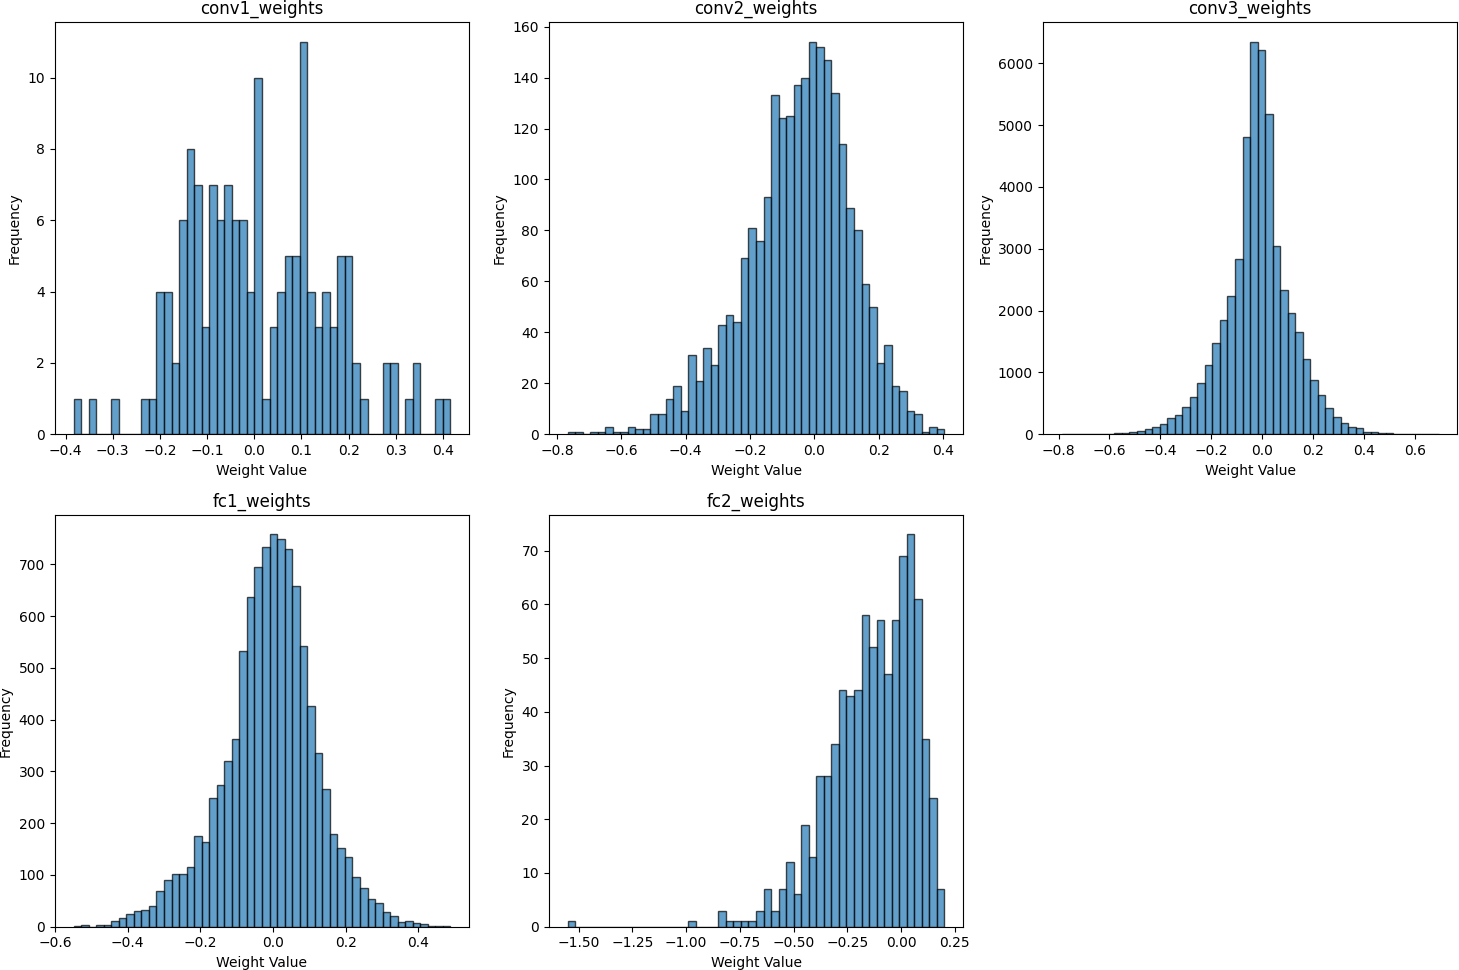 conv1_weights
10
8
6
4
2
0
Frequency
−0.4 −0.3 −0.2 −0.1 0.0 0.1 0.2 0.3 0.4
Weight Value
conv2_weights
160
140
120
100
80
60
40
20
0
Frequency
−0.8 −0.6 −0.4 −0.2 0.0 0.2 0.4
Weight Value
conv3_weights
6000
5000
4000
3000
2000
1000
0
Frequency
−0.8 −0.6 −0.4 −0.2 0.0 0.2 0.4 0.6
Weight Value
fc1_weights
700
600
500
400
300
200
100
0
Frequency
−0.6 −0.4 −0.2 0.0 0.2 0.4
Weight Value
fc2_weights
70
60
50
40
30
20
10
0
Frequency
−1.50 −1.25 −1.00 −0.75 −0.50 −0.25 0.00 0.25
Weight Value